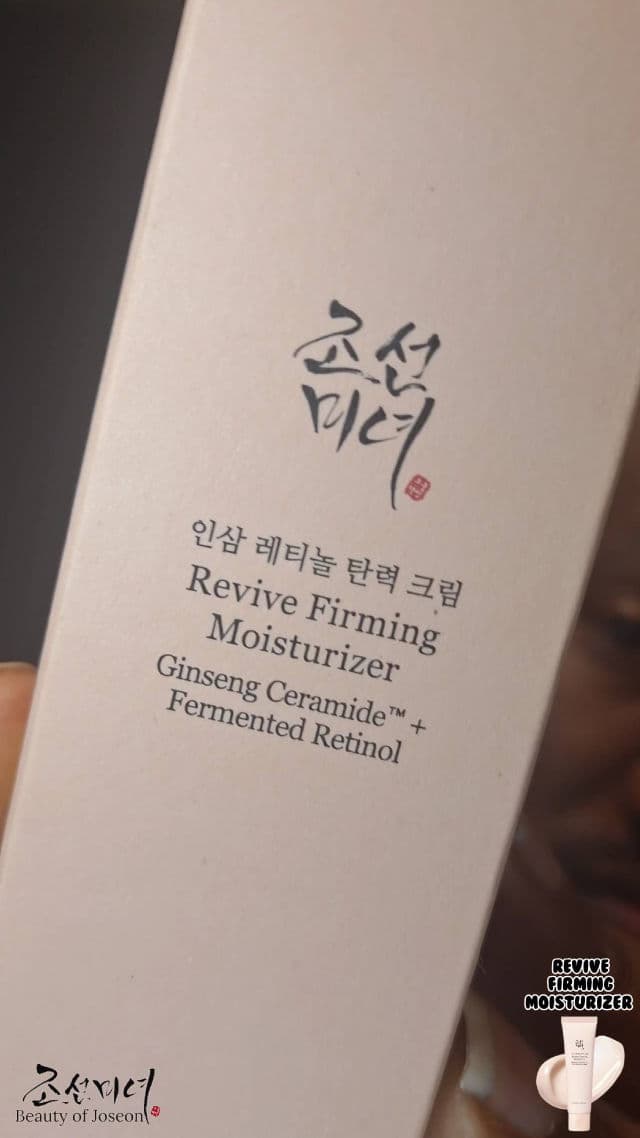 조선
미녀
인삼 레티놀 탄력 크림
Revive Firming
Moisturizer
Ginseng Ceramide™ +
Fermented Retinol
REVIVE
FIRMING
MOISTURIZER
조선미녀
Beauty of Joseon